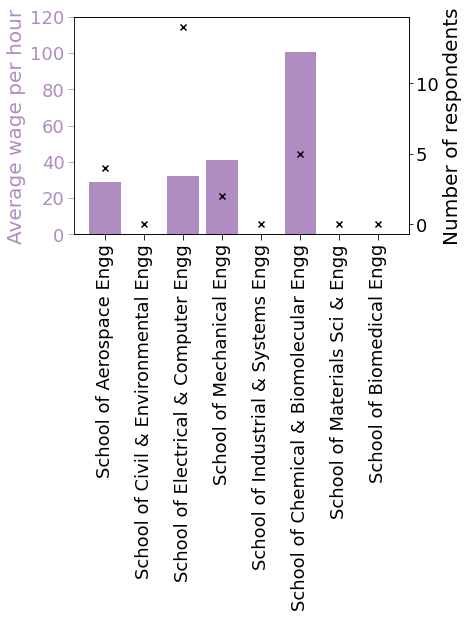 Average wage per hour
120
100
80
60
40
20
0
10
5
0
Number of respondents
School of Aerospace Engg
School of Civil & Environmental Engg
School of Electrical & Computer Engg
School of Mechanical Engg
School of Industrial & Systems Engg
School of Chemical & Biomolecular Engg
School of Materials Sci & Engg
School of Biomedical Engg